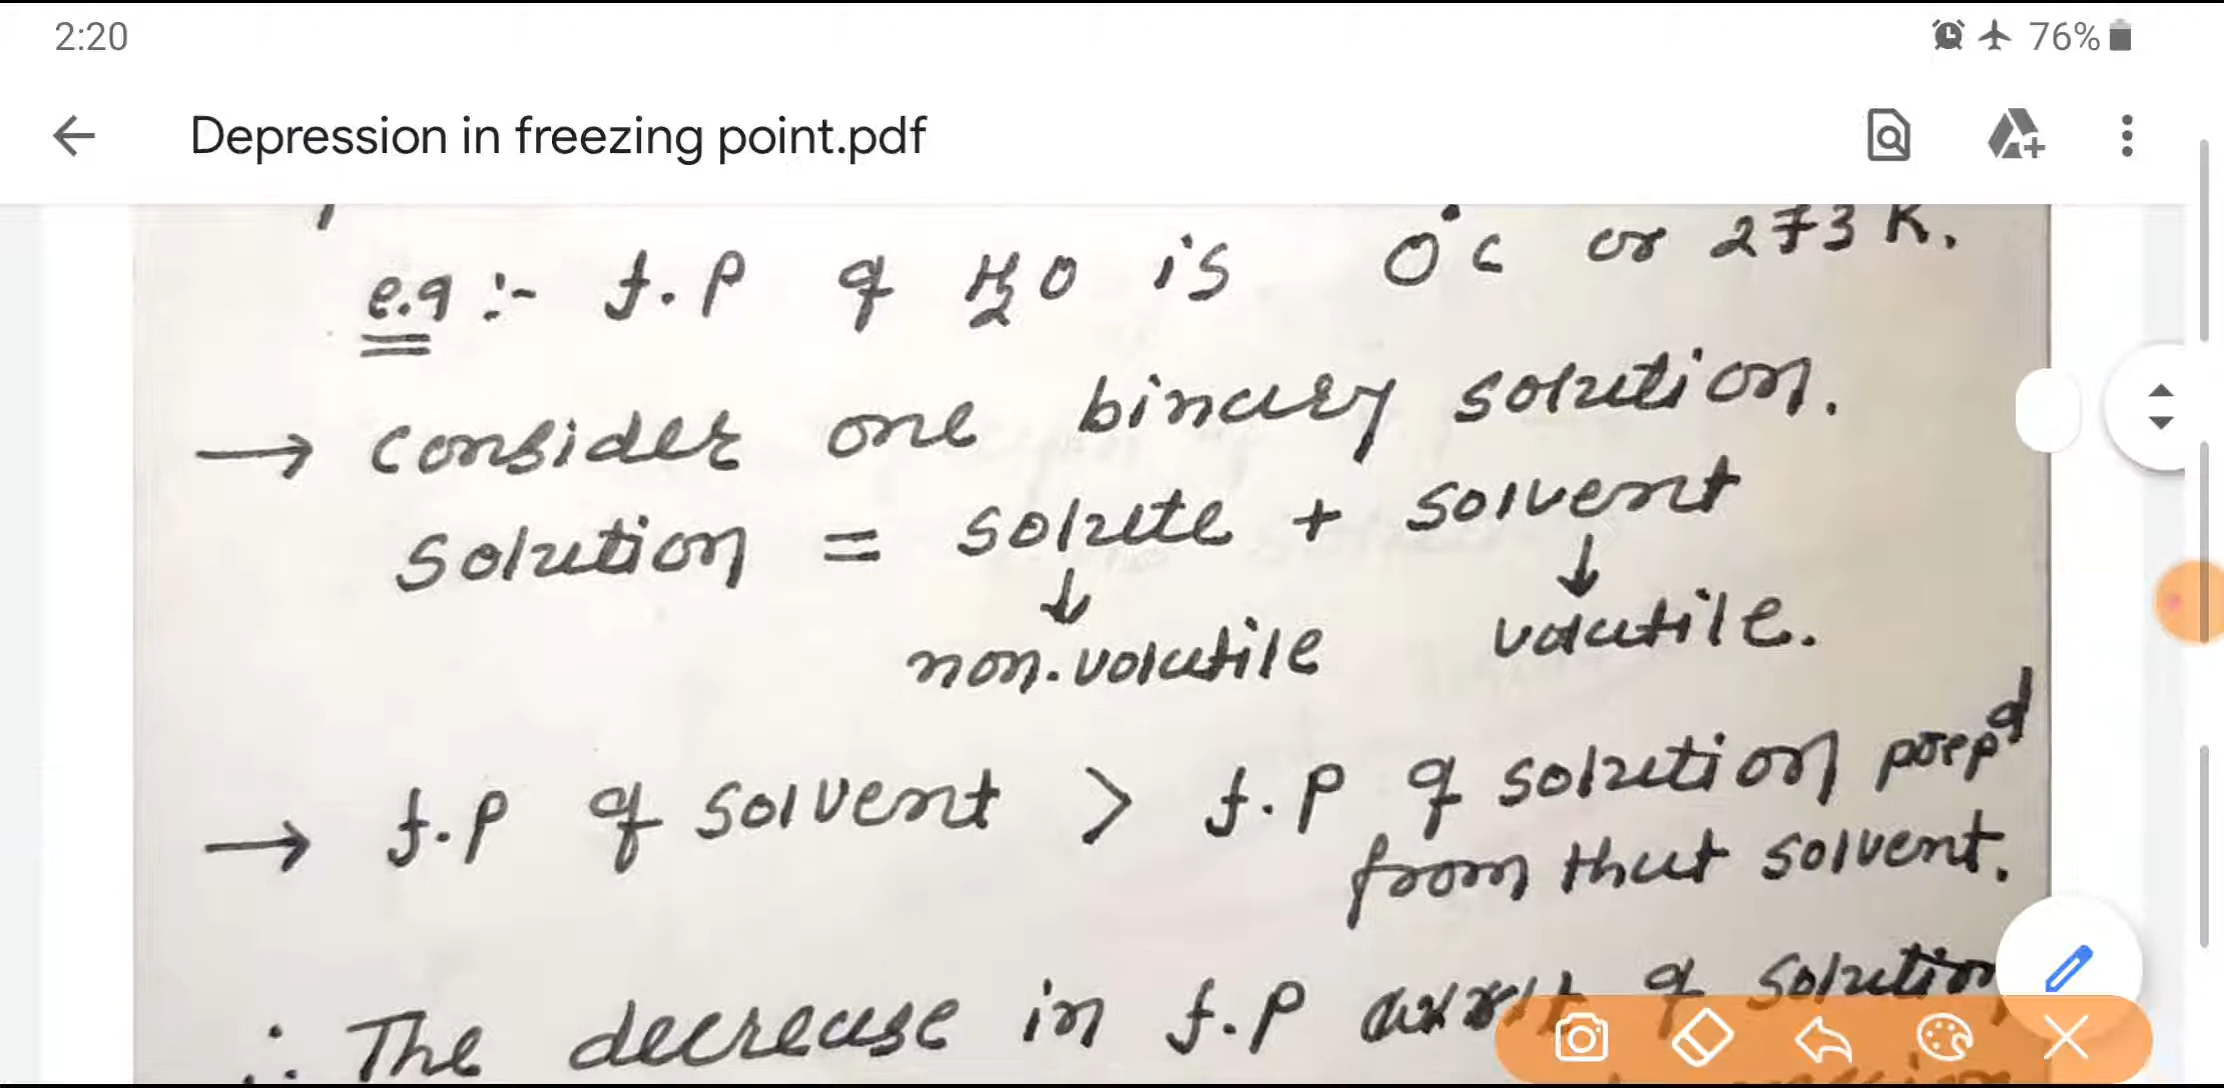 2:20
76%
Depression in freezing point.pdf
e.g :- f.p of H2O is 0°C or 273 K.
→ consider one binary solution.
solution = solute + solvent
↓ ↓
non.volatile volatile.
→ f.p of solvent > f.p of solution prepd
from that solvent.
∴ The decrease in f.p of solution